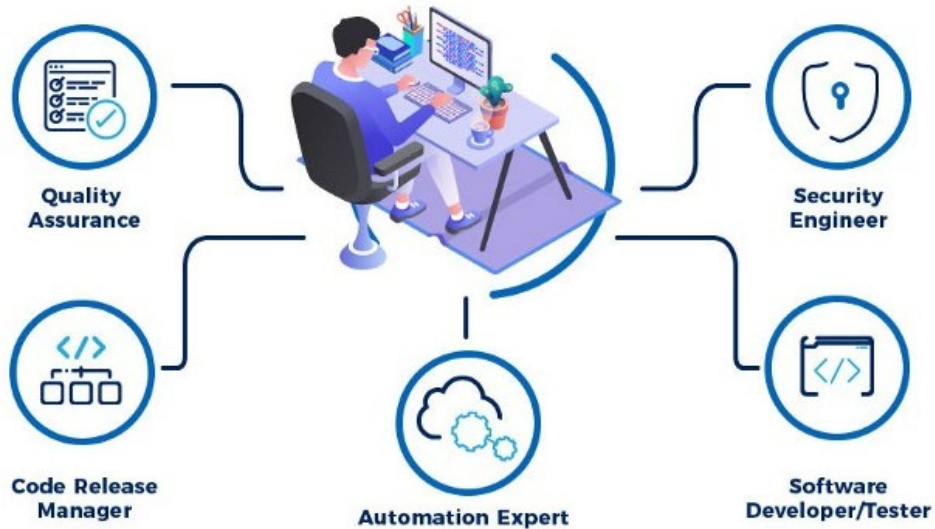 Quality
Assurance
Security
Engineer
Code Release
Manager
Automation Expert
Software
Developer/Tester